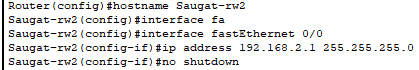 Router(config)#hostname Saugat-rw2
Saugat-rw2(config)#interface fa
Saugat-rw2(config)#interface fastEthernet 0/0
Saugat-rw2(config-if)#ip address 192.168.2.1 255.255.255.0
Saugat-rw2(config-if)#no shutdown